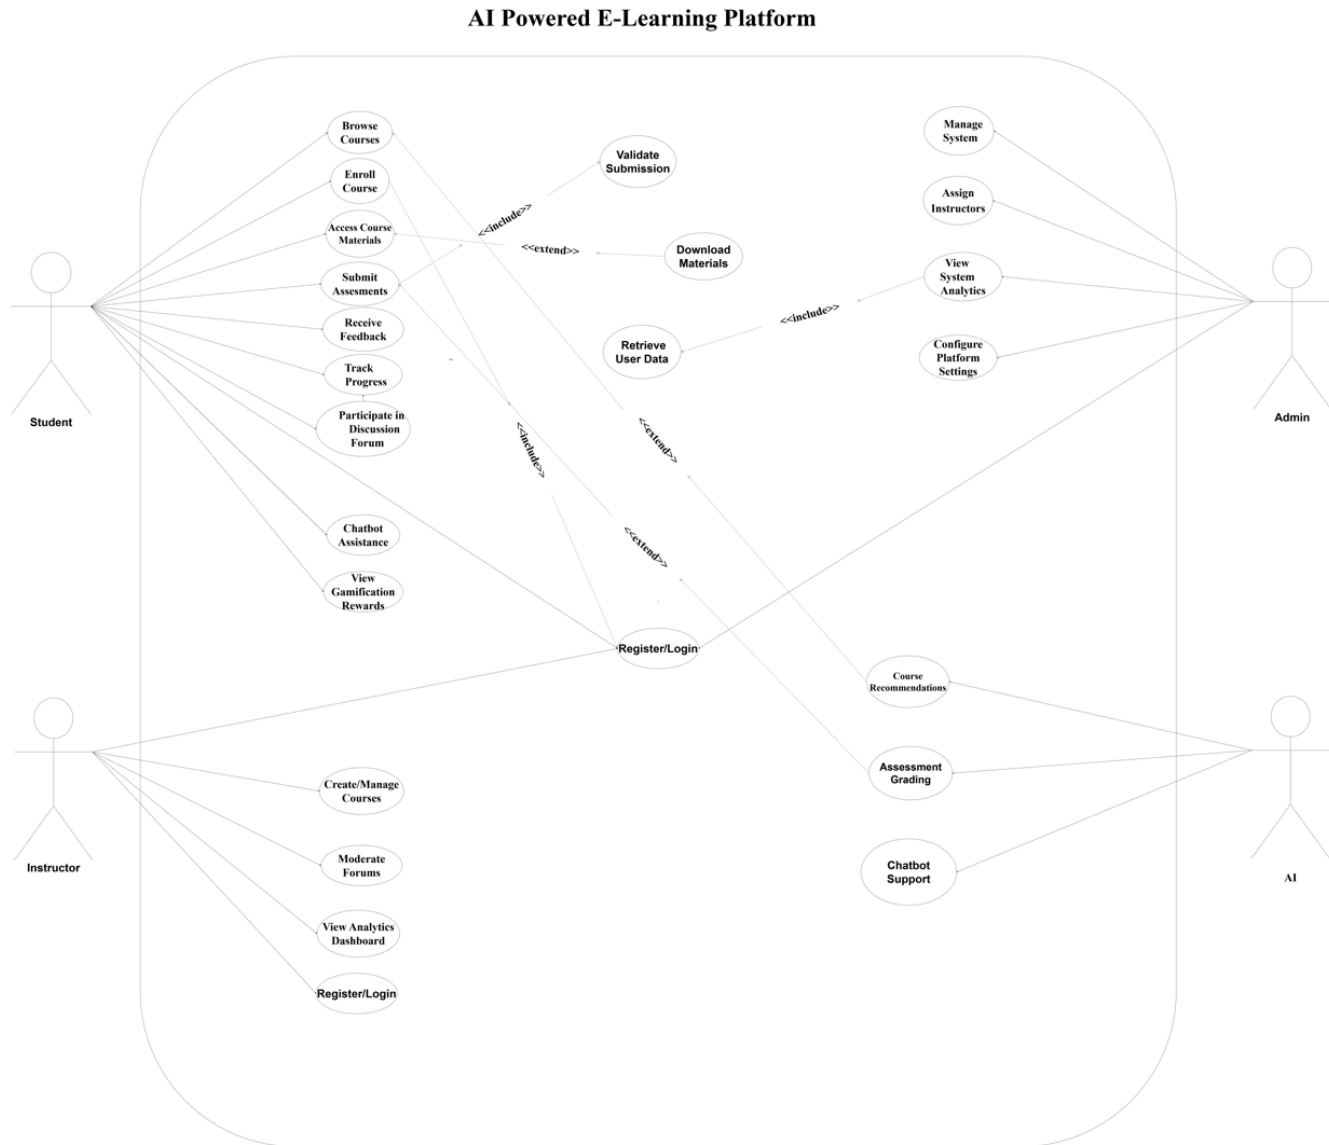 AI Powered E-Learning Platform
Browse
Courses
Enroll
Course
Access Course
Materials
Submit
Assesments
Receive
Feedback
Track
Progress
Participate in
Discussion
Forum
Chatbot
Assistance
View
Gamification
Rewards
Student
Validate
Submission
<<include>>
<<extend>>
Download
Materials
Retrieve
User Data
<<include>>
<<include>>
<<extend>>
<<extend>>
Register/Login
Manage
System
Assign
Instructors
View
System
Analytics
Configure
Platform
Settings
Admin
Course
Recommendations
Assessment
Grading
Chatbot
Support
AI
Create/Manage
Courses
Moderate
Forums
View Analytics
Dashboard
Register/Login
Instructor